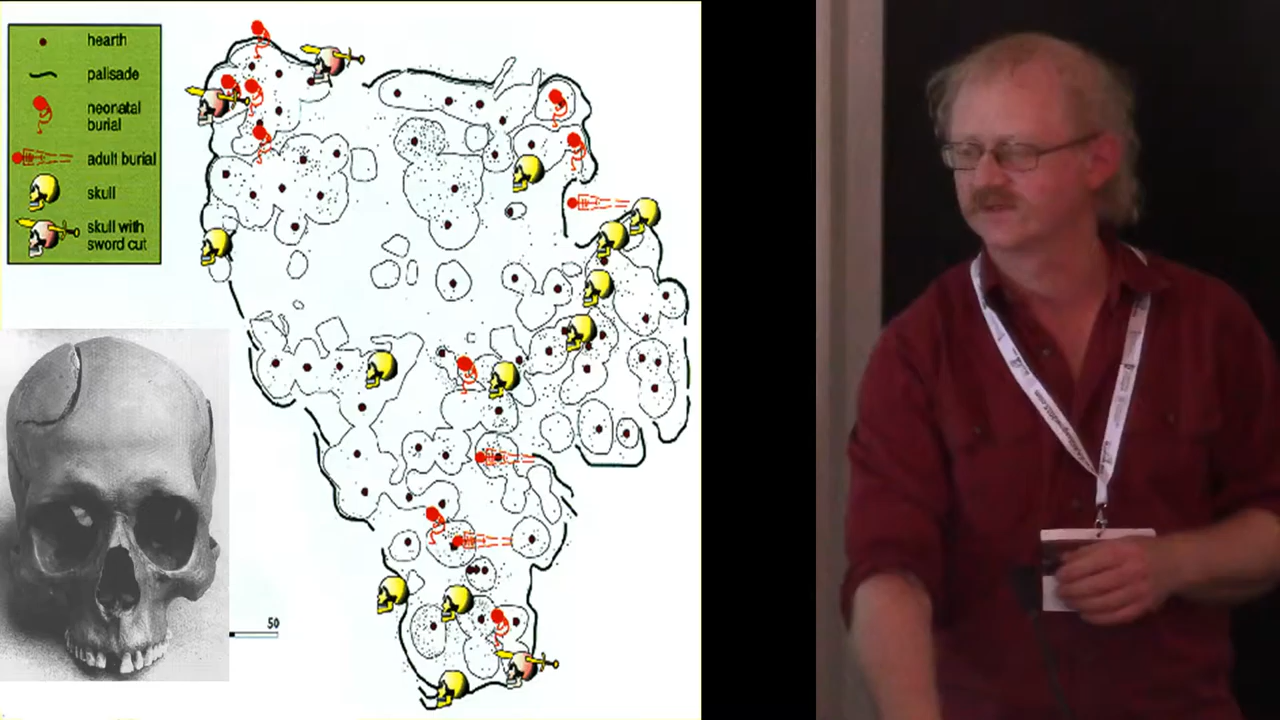 hearth
palisade
neonatal
burial
adult burial
skull
skull with
sword cut
50